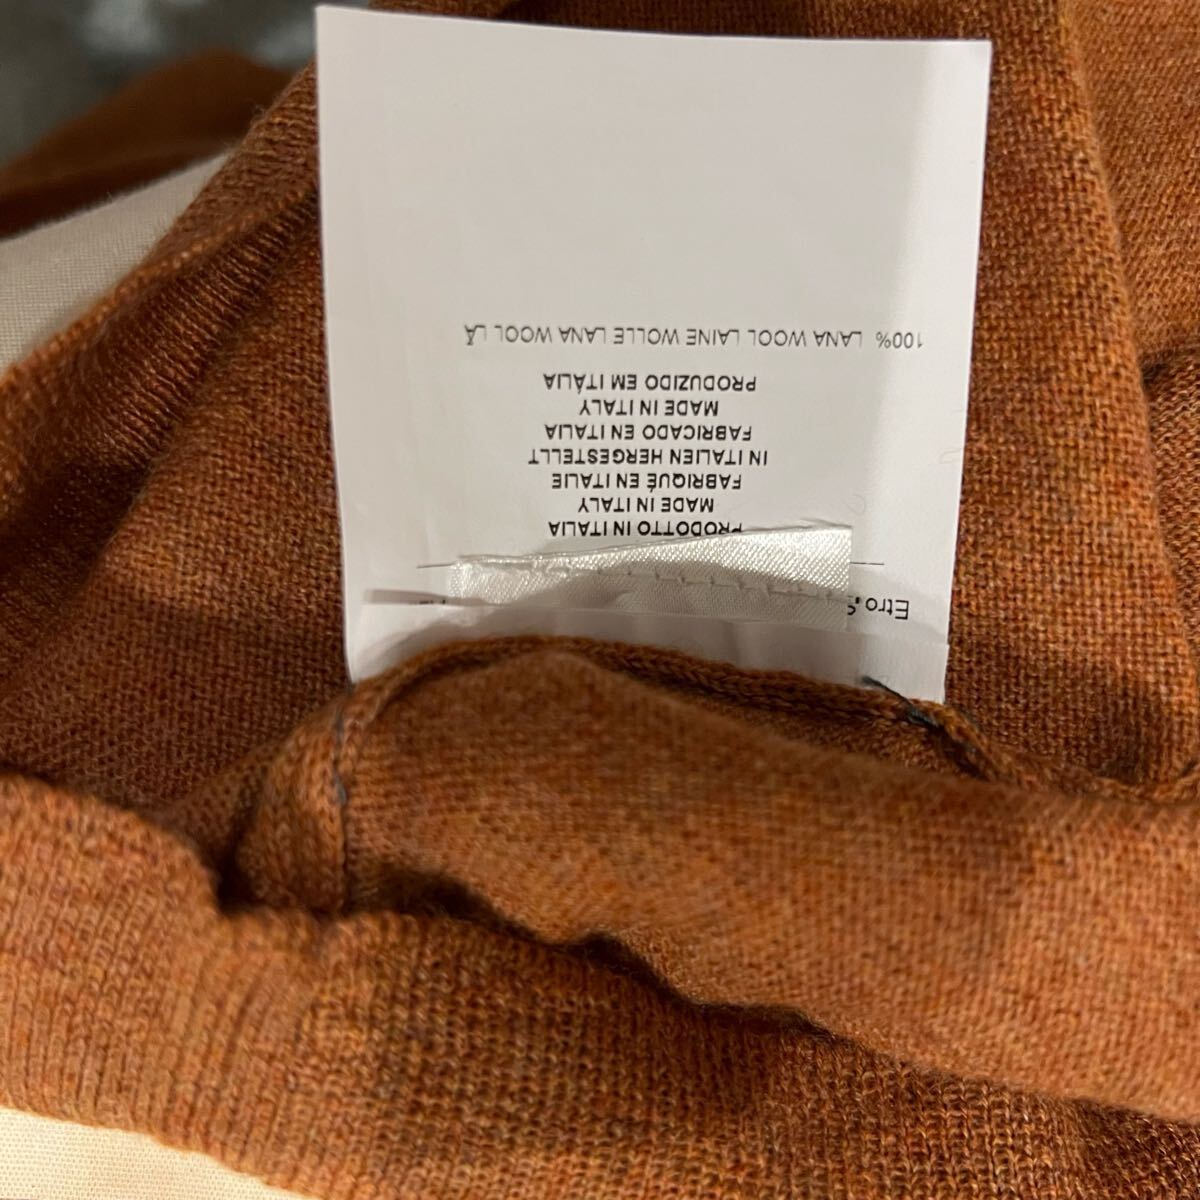 Etro
PRODOTTO IN ITALIA
MADE IN ITALY
FABRIQUÉ EN ITALIE
IN ITALIEN HERGESTELLT
FABRICADO EN ITALIA
MADE IN ITALY
PRODUZIDO EM ITÁLIA
100% LANA WOOL LAINE WOLLE LANA WOOL LÃ